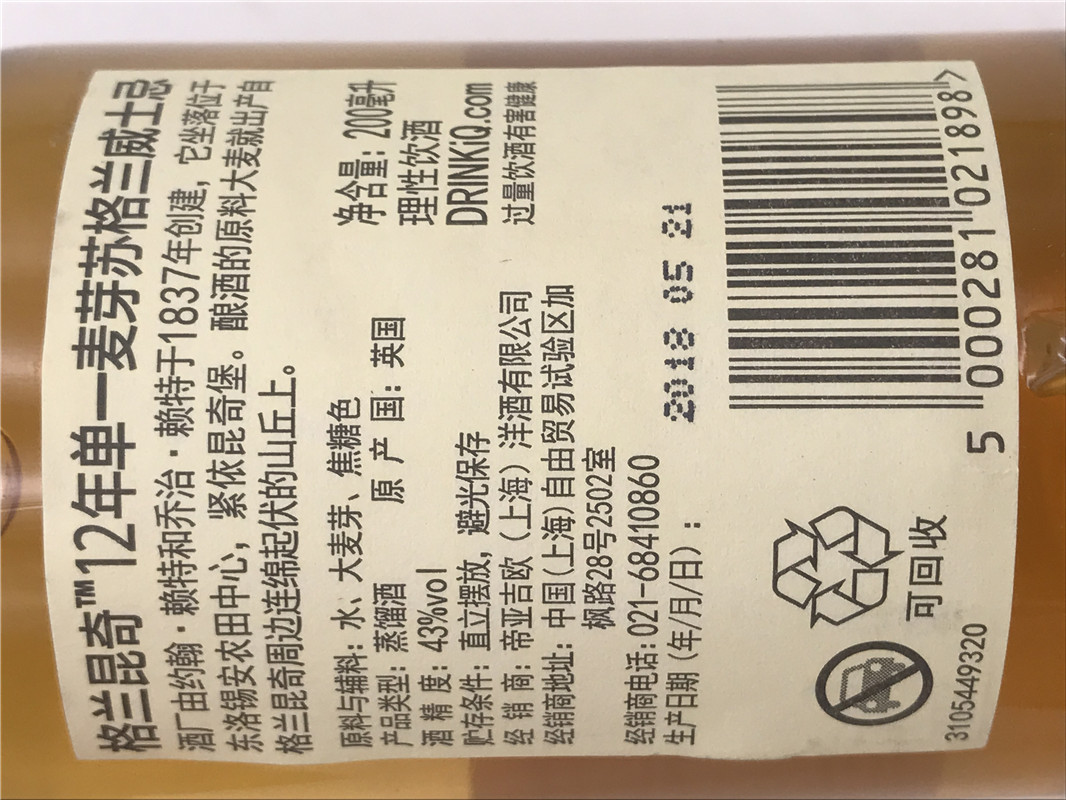 格兰昆奇™12年单一麦芽苏格兰威士忌
酒厂由约翰·赖特和乔治·赖特于1837年创建，它坐落位于
东洛锡安农田中心，紧依昆奇堡。酿酒的原料大麦就出产自
格兰昆奇周边连绵起伏的山丘上。
原料与辅料：水、大麦芽、焦糖色
净含量：200毫升
产品类型：蒸馏酒
原产国：英国
理性饮酒
酒精度：43%vol
DRINKiQ.com
贮存条件：直立摆放，避光保存
过量饮酒有害健康
经销商：帝亚吉欧（上海）洋酒有限公司
经销商地址：中国(上海)自由贸易试验区加
枫路28号2502室
经销商电话：021-68410860
生产日期(年/月/日)：
2018 05 21
5 000281 021898 >
可回收
3105449320